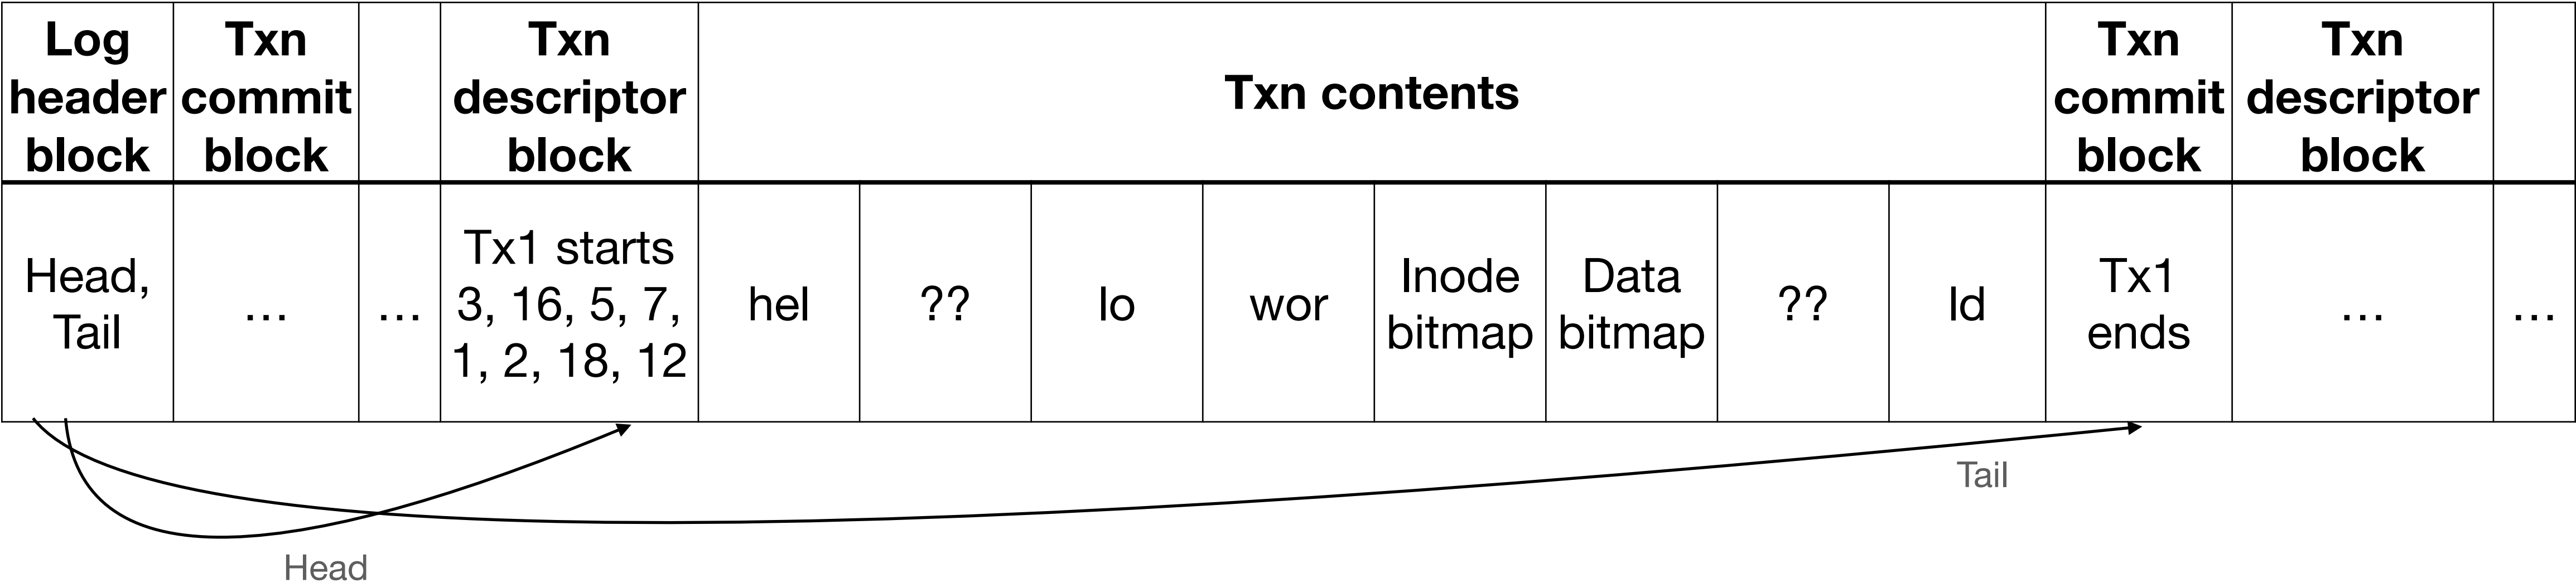 Log
header
block
Txn
commit
block
Txn
descriptor
block
Txn contents
Txn
commit
block
Txn
descriptor
block
Head,
Tail
...
...
Tx1 starts
3, 16, 5, 7,
1, 2, 18, 12
hel
??
lo
wor
Inode
bitmap
Data
bitmap
??
ld
Tx1
ends
...
...
Tail
Head